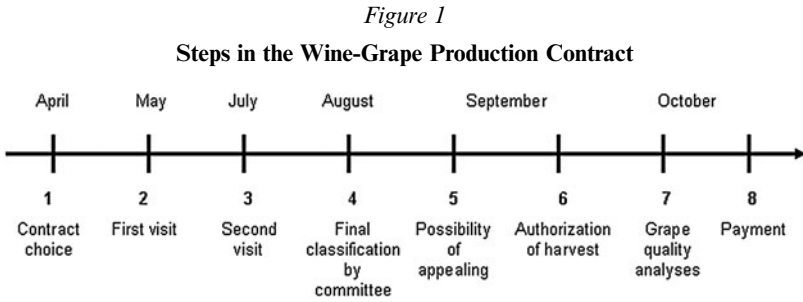 Figure 1
Steps in the Wine-Grape Production Contract
April May July August September October
1 2 3 4 5 6 7 8
Contract choice
First visit
Second visit
Final classification by committee
Possibility of appealing
Authorization of harvest
Grape quality analyses
Payment